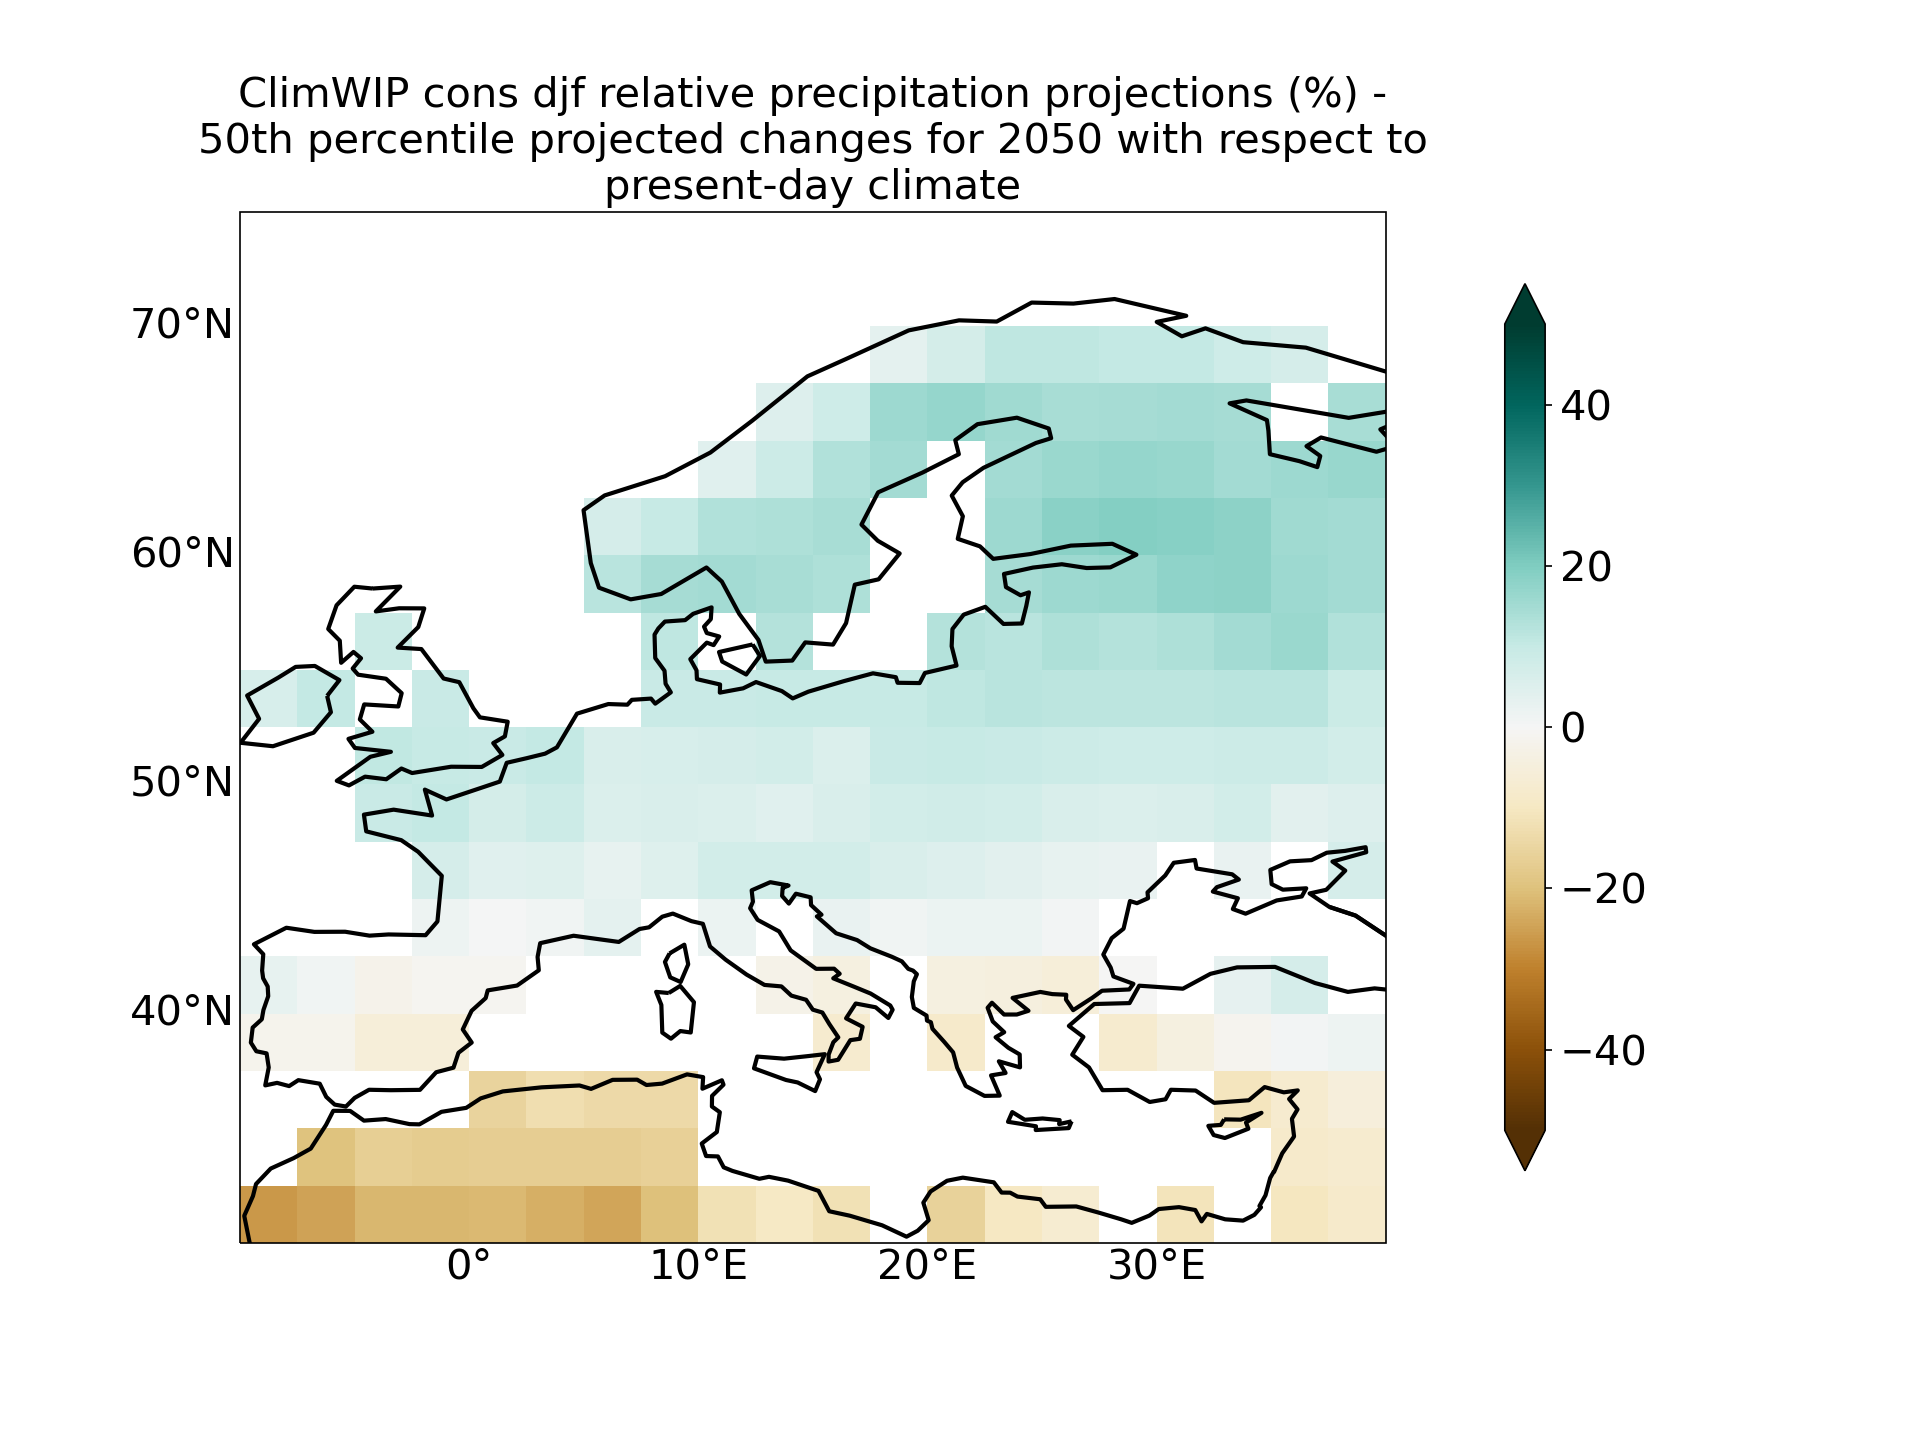 ClimWIP cons djf relative precipitation projections (%) -
50th percentile projected changes for 2050 with respect to
present-day climate
70°N
60°N
50°N
40°N
0°
10°E
20°E
30°E
40
20
0
−20
−40